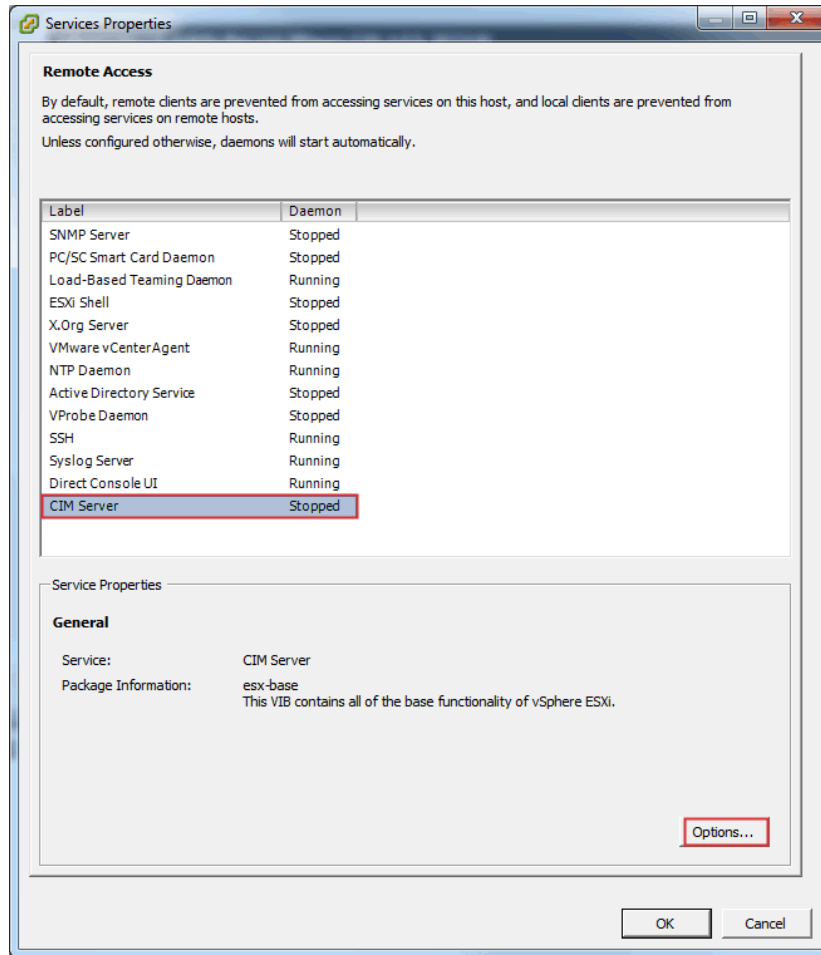 Services Properties
Remote Access
By default, remote clients are prevented from accessing services on this host, and local clients are prevented from
accessing services on remote hosts.
Unless configured otherwise, daemons will start automatically.
Label Daemon
SNMP Server Stopped
PC/SC Smart Card Daemon Stopped
Load-Based Teaming Daemon Running
ESXi Shell Stopped
X.Org Server Stopped
VMware vCenterAgent Running
NTP Daemon Running
Active Directory Service Stopped
VProbe Daemon Stopped
SSH Running
Syslog Server Running
Direct Console UI Running
CIM Server Stopped
Service Properties
General
Service: CIM Server
Package Information: esx-base
This VIB contains all of the base functionality of vSphere ESXi.
Options...
OK Cancel